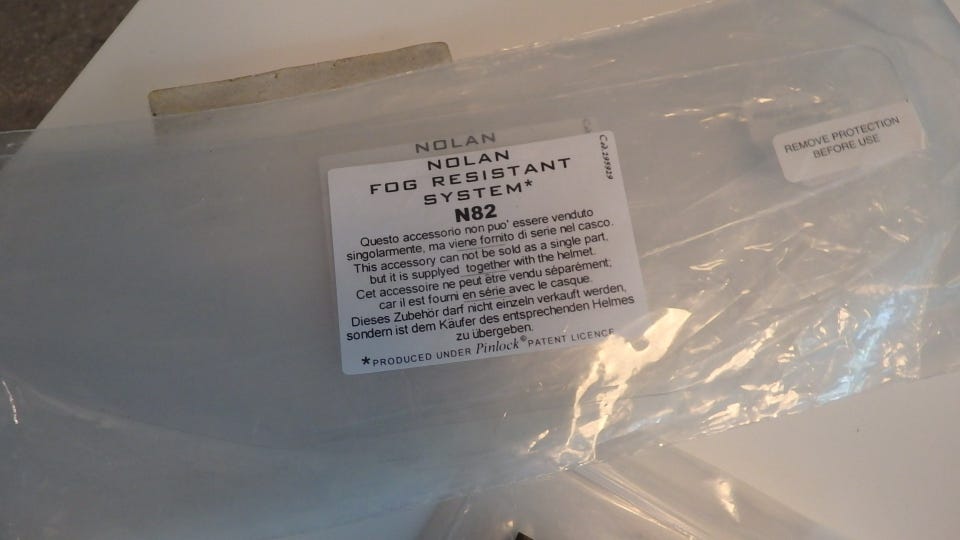 NOLAN
NOLAN
FOG RESISTANT
SYSTEM*
N82
Questo accessorio non puo' essere venduto
singolarmente, ma viene fornito di serie nel casco.
This accessory can not be sold as a single part,
but it is supplyed together with the helmet.
Cet accessoire ne peut être vendu séparément;
car il est fourni en série avec le casque.
Dieses Zubehör darf nicht einzeln verkauft werden,
sondern ist dem Käufer des entsprechenden Helmes
zu übergeben.
*PRODUCED UNDER Pinlock® PATENT LICENCE
REMOVE PROTECTION
BEFORE USE